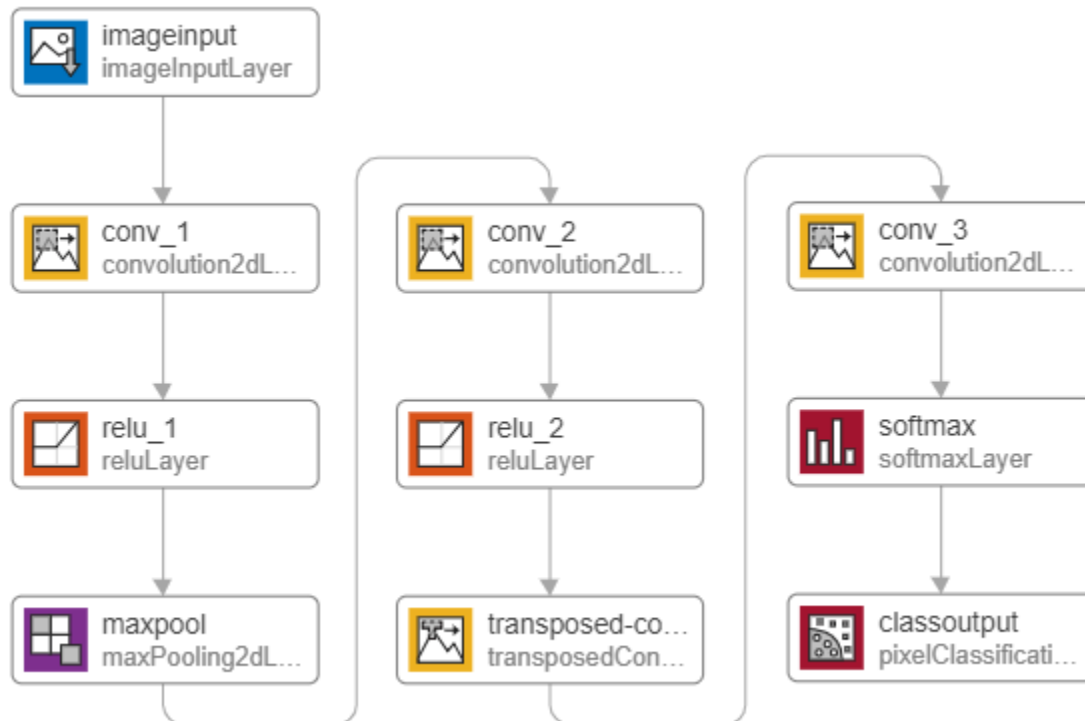 imageinput
imageInputLayer
conv_1
convolution2dL...
relu_1
reluLayer
maxpool
maxPooling2dL...
conv_2
convolution2dL...
relu_2
reluLayer
transposed-co...
transposedCon...
conv_3
convolution2dL...
softmax
softmaxLayer
classoutput
pixelClassificati...